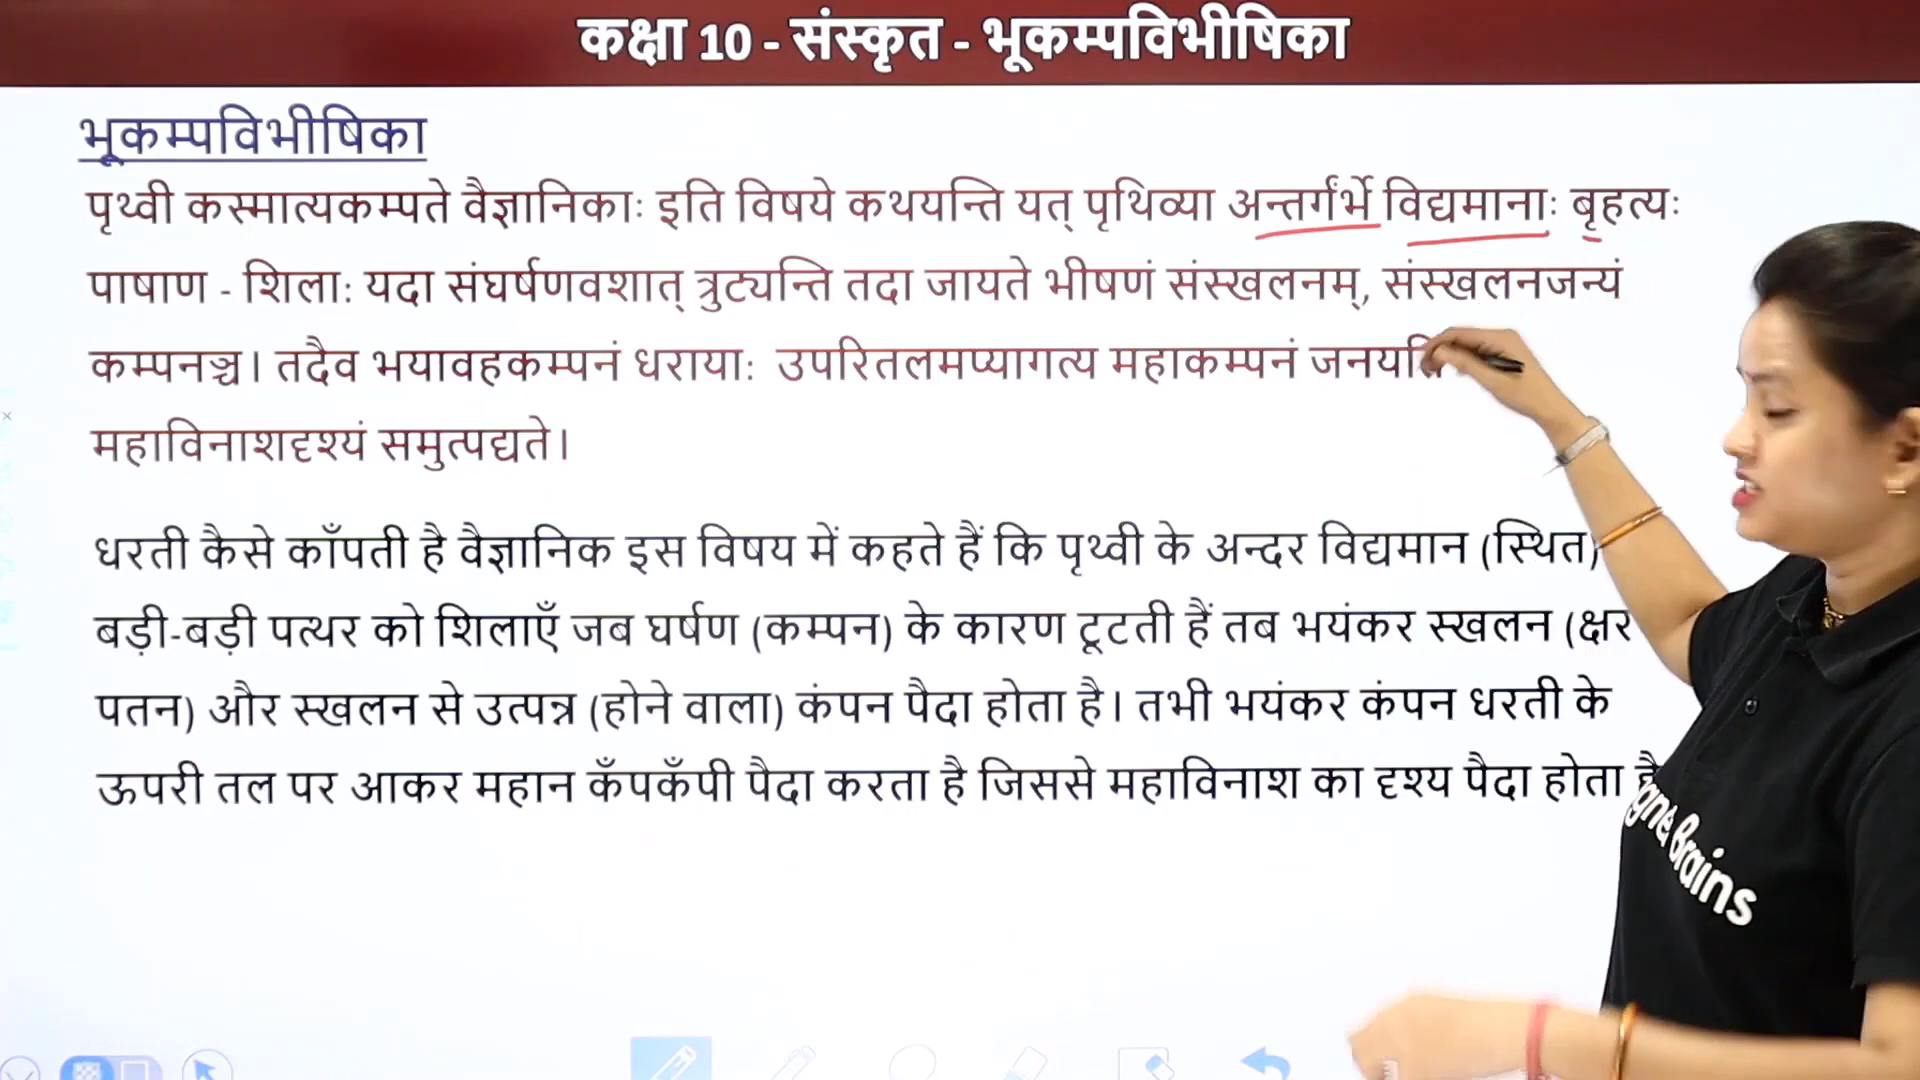 कक्षा 10 - संस्कृत - भूकम्पविभीषिका
भूकम्पविभीषिका
पृथ्वी कस्मात्यकम्पते वैज्ञानिकाः इति विषये कथयन्ति यत् पृथिव्या अन्तर्गंर्भे विद्यमानाः बृहत्यः
पाषाण - शिलाः यदा संघर्षणवशात् त्रुट्यन्ति तदा जायते भीषणं संस्खलनम्, संस्खलनजन्यं
कम्पनञ्च। तदैव भयावहकम्पनं धरायाः उपरितलमप्यागत्य महाकम्पनं जनयति
महाविनाशदृश्यं समुत्पद्यते।
धरती कैसे काँपती है वैज्ञानिक इस विषय में कहते हैं कि पृथ्वी के अन्दर विद्यमान (स्थित)
बड़ी-बड़ी पत्थर को शिलाएँ जब घर्षण (कम्पन) के कारण टूटती हैं तब भयंकर स्खलन (क्षर
पतन) और स्खलन से उत्पन्न (होने वाला) कंपन पैदा होता है। तभी भयंकर कंपन धरती के
ऊपरी तल पर आकर महान कँपकँपी पैदा करता है जिससे महाविनाश का दृश्य पैदा होता है
Brains